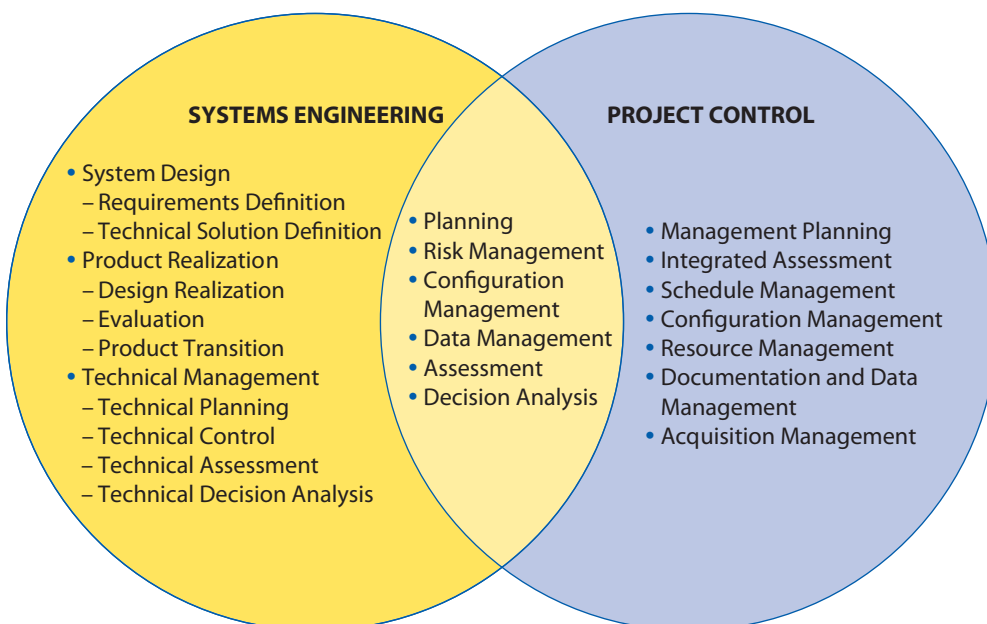 SYSTEMS ENGINEERING
• System Design
– Requirements Definition
– Technical Solution Definition
• Product Realization
– Design Realization
– Evaluation
– Product Transition
• Technical Management
– Technical Planning
– Technical Control
– Technical Assessment
– Technical Decision Analysis
• Planning
• Risk Management
• Configuration
Management
• Data Management
• Assessment
• Decision Analysis
PROJECT CONTROL
• Management Planning
• Integrated Assessment
• Schedule Management
• Configuration Management
• Resource Management
• Documentation and Data
Management
• Acquisition Management